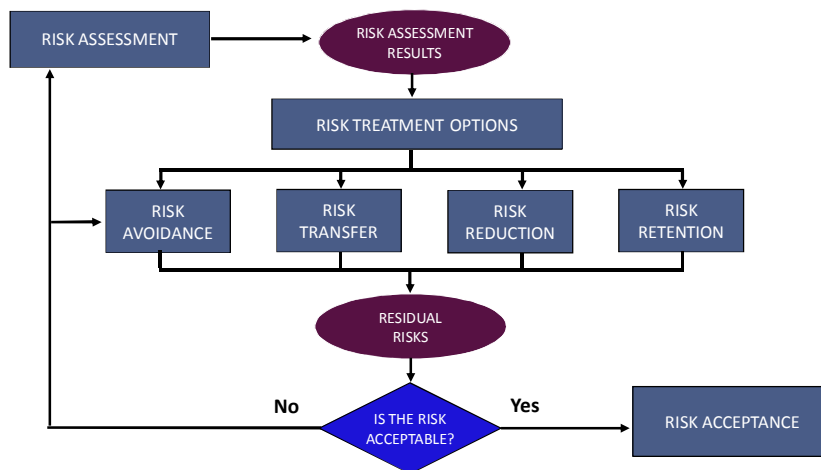 RISK ASSESSMENT
RISK ASSESSMENT
RESULTS
RISK TREATMENT OPTIONS
RISK
AVOIDANCE
RISK
TRANSFER
RISK
REDUCTION
RISK
RETENTION
RESIDUAL
RISKS
No
IS THE RISK
ACCEPTABLE?
Yes
RISK ACCEPTANCE